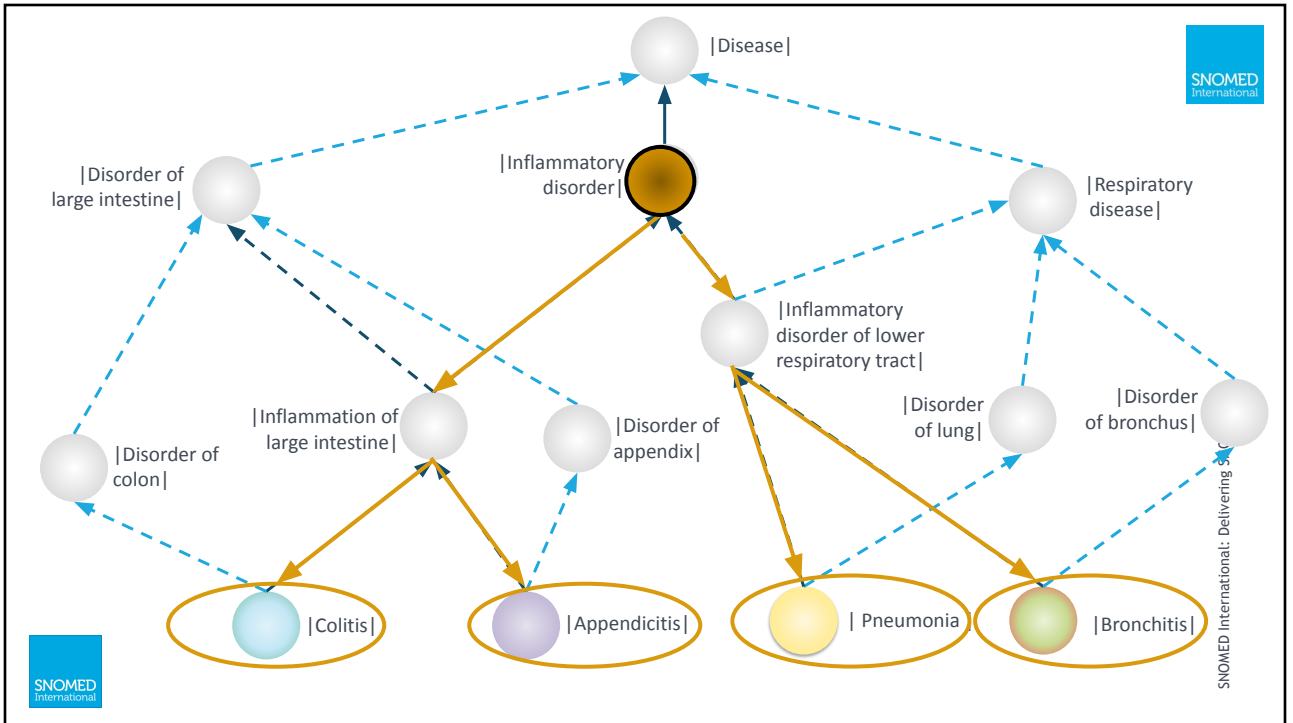 |Disease|
SNOMED
International
|Disorder of
large intestine|
|Inflammatory
disorder|
|Respiratory
disease|
|Inflammatory
disorder of lower
respiratory tract|
|Inflammation of
large intestine|
|Disorder of
appendix|
|Disorder
of lung|
|Disorder
of bronchus|
|Disorder of
colon|
SNOMED International: Delivering
|Colitis|
|Appendicitis|
| Pneumonia|
|Bronchitis|
SNOMED
International